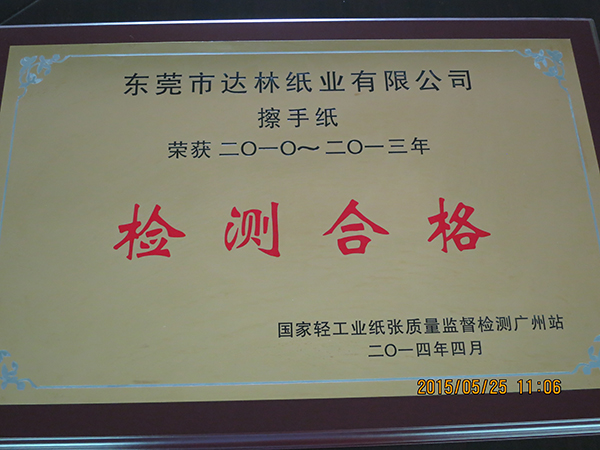 东莞市达林纸业有限公司
擦手纸
荣获 二〇一〇～二〇一三年
检测合格
国家轻工业纸张质量监督检测广州站
二〇一四年四月
2015/05/25 11:06